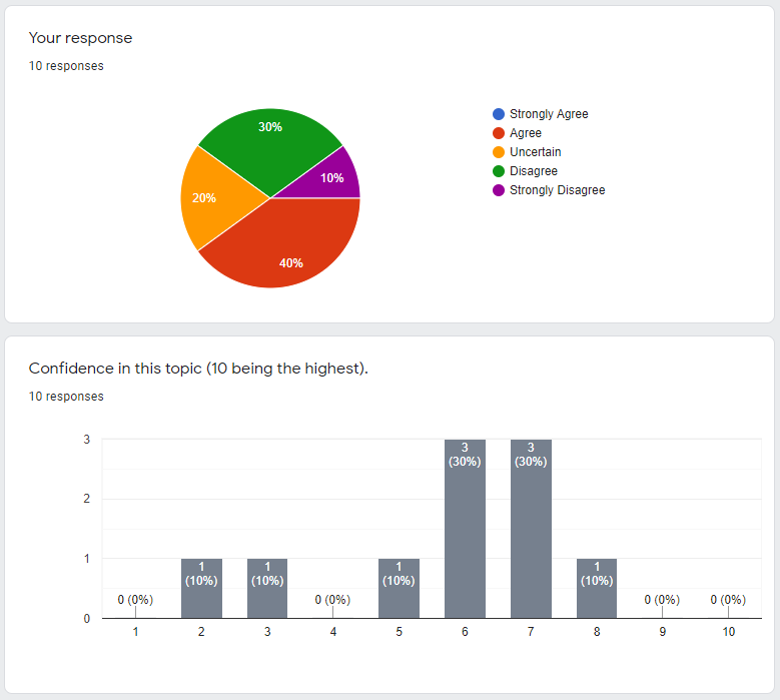 Your response
10 responses
30%
10%
20%
40%
Strongly Agree
Agree
Uncertain
Disagree
Strongly Disagree
Confidence in this topic (10 being the highest).
10 responses
3
2
1
0
0 (0%)
1
(10%)
1
(10%)
0 (0%)
1
(10%)
3
(30%)
3
(30%)
1
(10%)
0 (0%)
0 (0%)
1 2 3 4 5 6 7 8 9 10